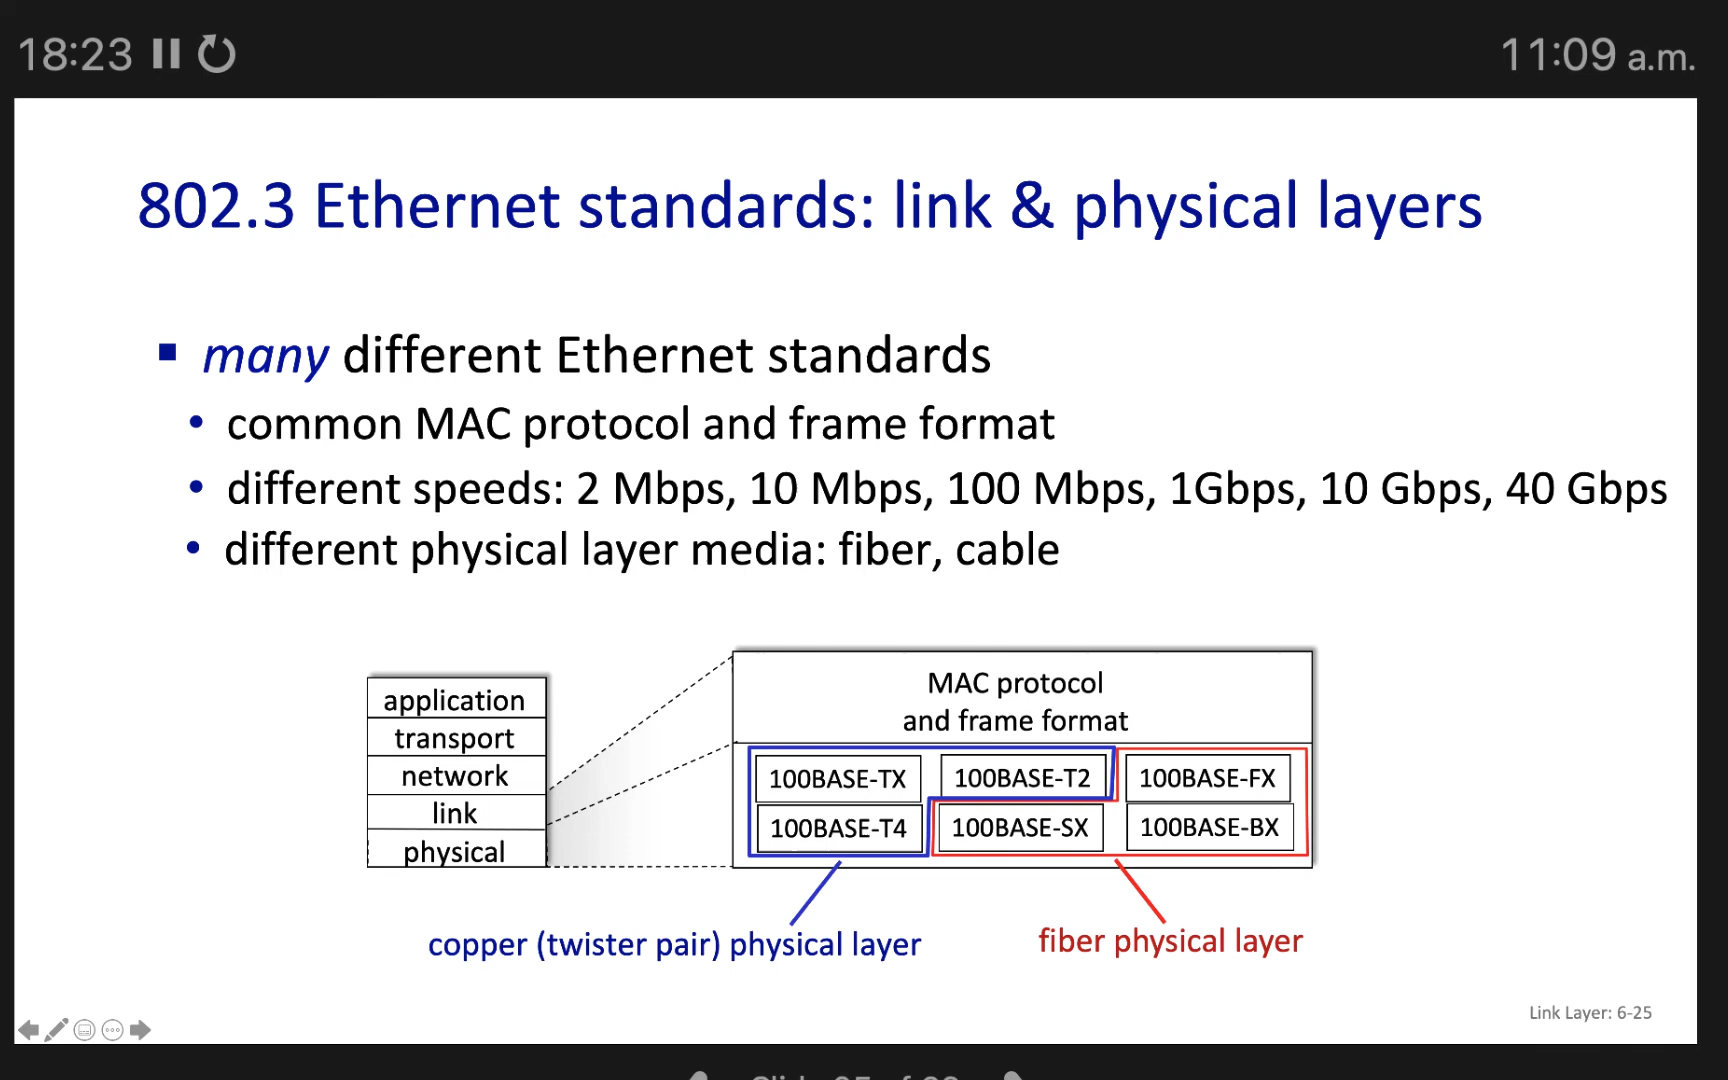 18:23
11:09 a.m.
802.3 Ethernet standards: link & physical layers
many different Ethernet standards
common MAC protocol and frame format
different speeds: 2 Mbps, 10 Mbps, 100 Mbps, 1Gbps, 10 Gbps, 40 Gbps
different physical layer media: fiber, cable
application
transport
network
link
physical
MAC protocol
and frame format
100BASE-TX
100BASE-T2
100BASE-FX
100BASE-T4
100BASE-SX
100BASE-BX
copper (twister pair) physical layer
fiber physical layer
Link Layer: 6-25